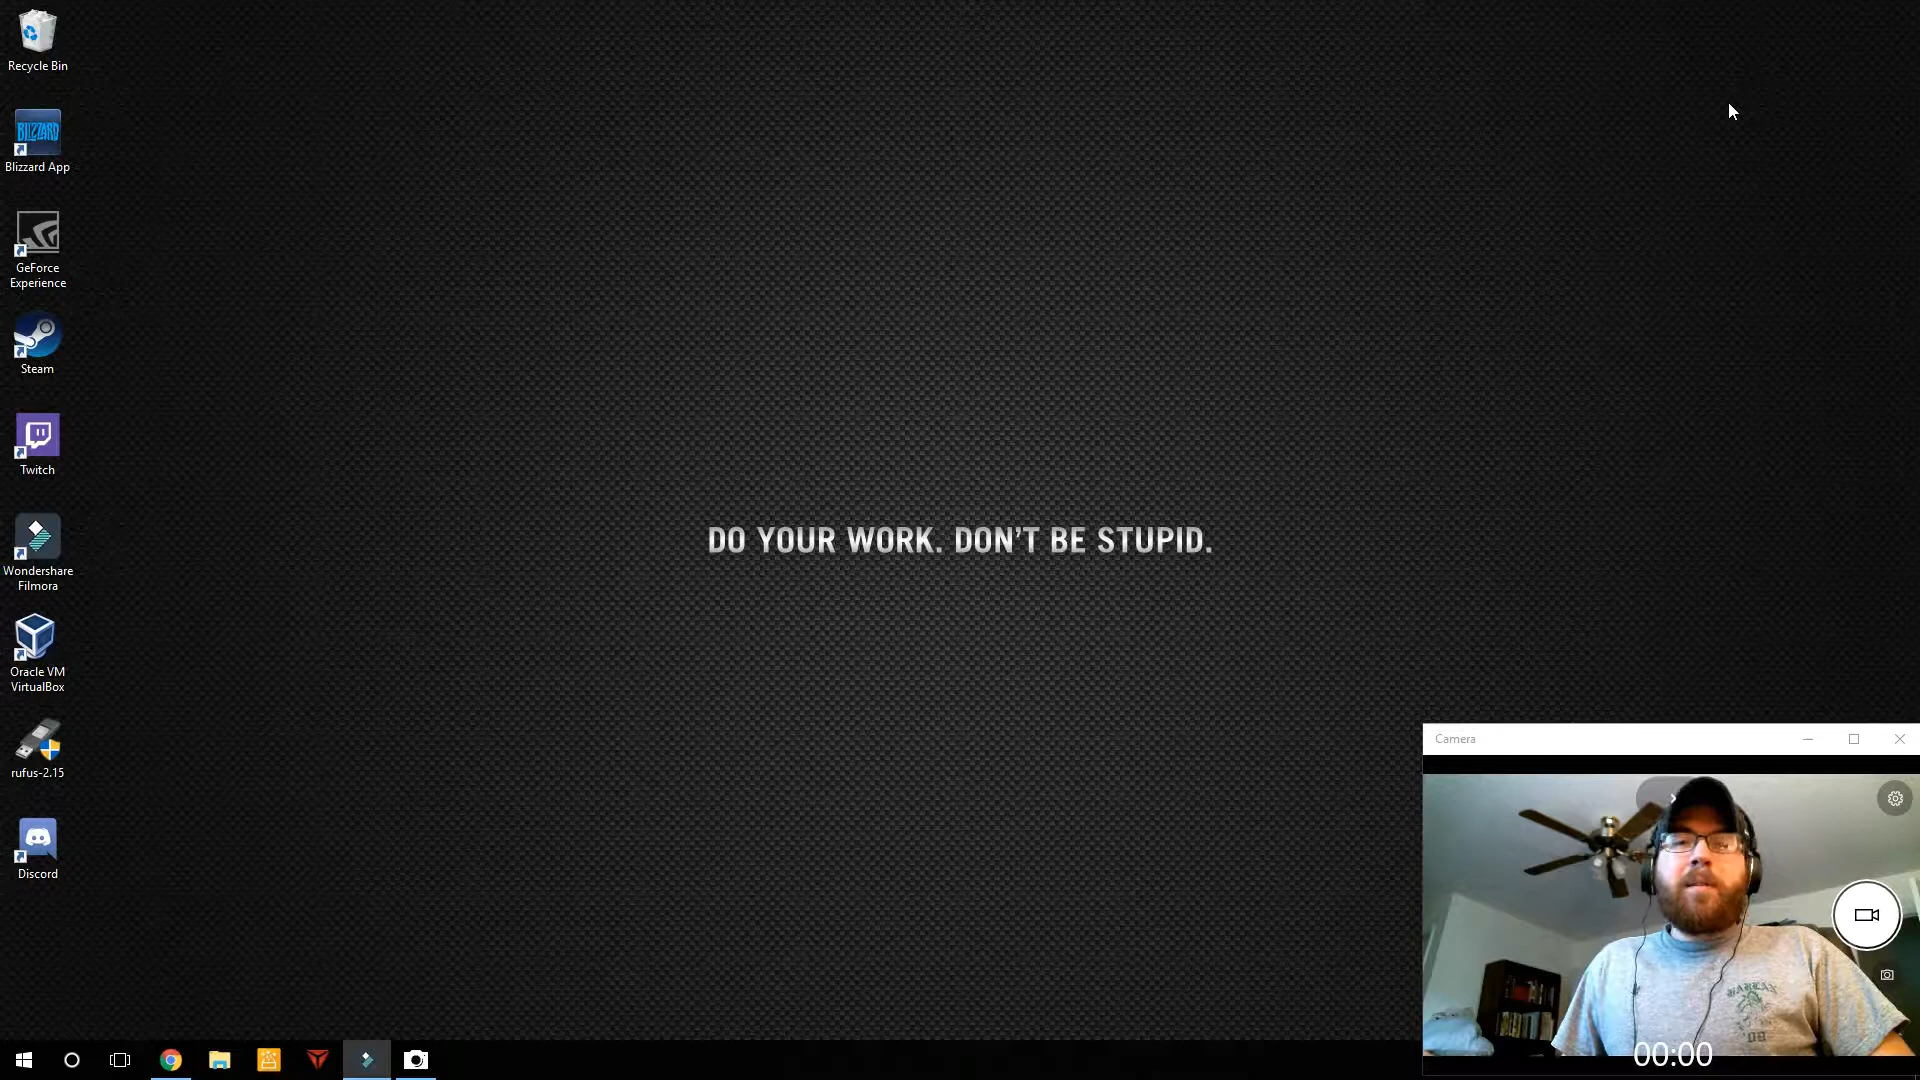 Recycle Bin
BLIZZARD
Blizzard App
GeForce
Experience
Steam
Twitch
Wondershare
Filmora
Oracle VM
VirtualBox
rufus-2.15
Discord
DO YOUR WORK. DON'T BE STUPID.
Camera
00:00